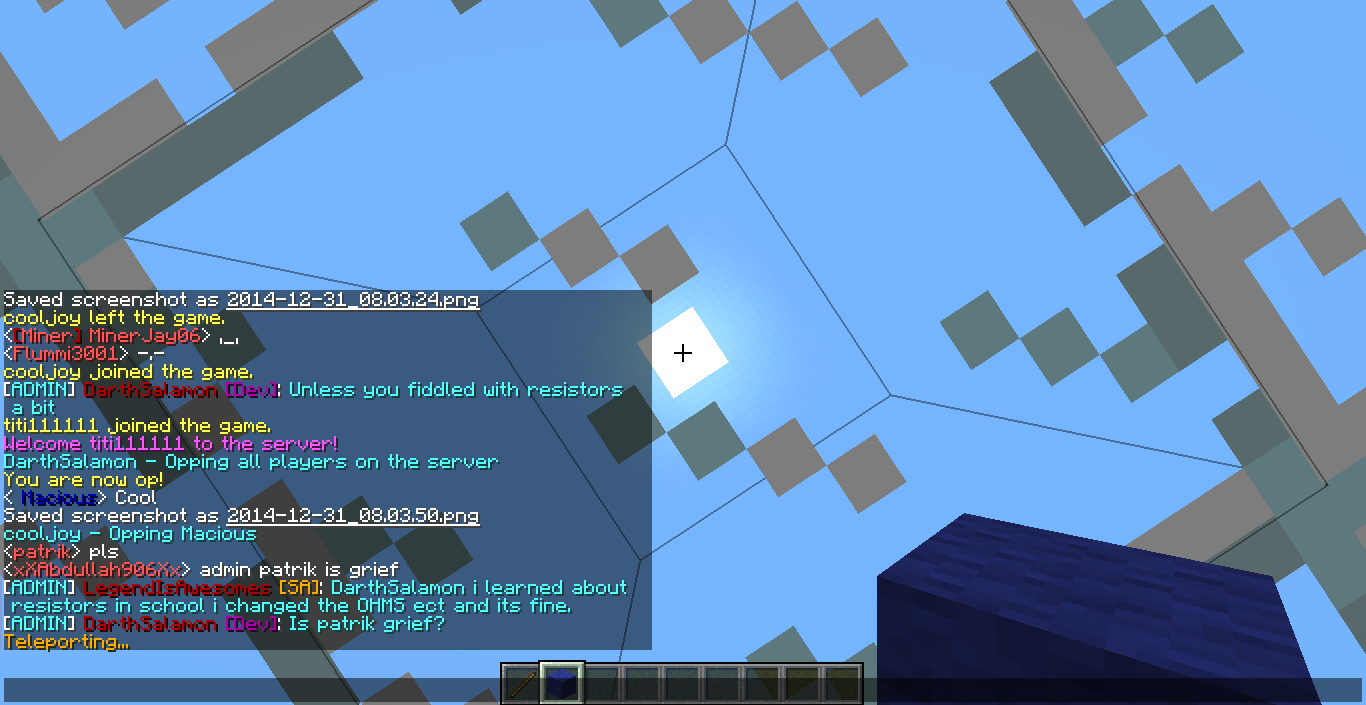 Saved screenshot as 2014-12-31_08.03.24.png
cooljoy left the game.
<[Miner] MinerJay06> ._.
<Flummi3001> -.-
cooljoy joined the game.
[ADMIN] DarthSalamon [Dev]: Unless you fiddled with resistors
a bit
titi111111 joined the game.
Welcome titi111111 to the server!
DarthSalamon - Opping all players on the server
You are now op!
< Macious> Cool
Saved screenshot as 2014-12-31_08.03.50.png
cooljoy - Opping Macious
<patrik> pls
<xXAbdullah906Xx> admin patrik is grief
[ADMIN] LegendIsAwesomes [SA]: DarthSalamon i learned about
resistors in school i changed the OHMS ect and its fine.
[ADMIN] DarthSalamon [Dev]: Is patrik grief?
Teleporting...